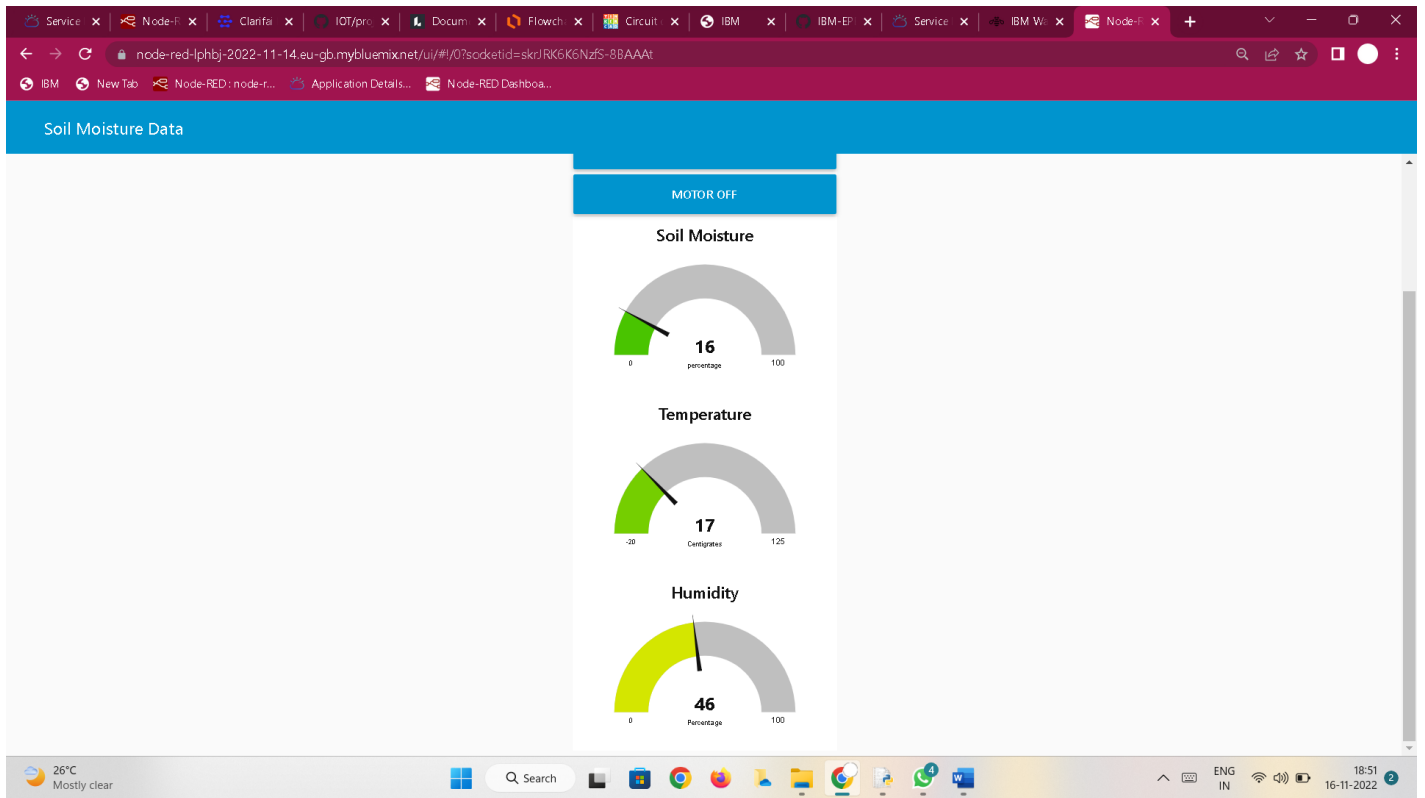 Service
Node-R
Clarifai
IOT/pro
Docum
Flowch
Circuit
IBM
IBM-EPI
Service
IBM Wa
Node-R
node-red-lphbj-2022-11-14.eu-gb.mybluemix.net/ui/#!/0?socketid=skrJRK6K6NzfS-8BAAAt
IBM New Tab Node-RED : node-r... Application Details... Node-RED Dashboa...
Soil Moisture Data
MOTOR OFF
Soil Moisture
16
percentage
0 100
Temperature
17
Centigrates
-20 125
Humidity
46
Percentage
0 100
26°C
Mostly clear
Search
4
ENG
IN
18:51
16-11-2022
2